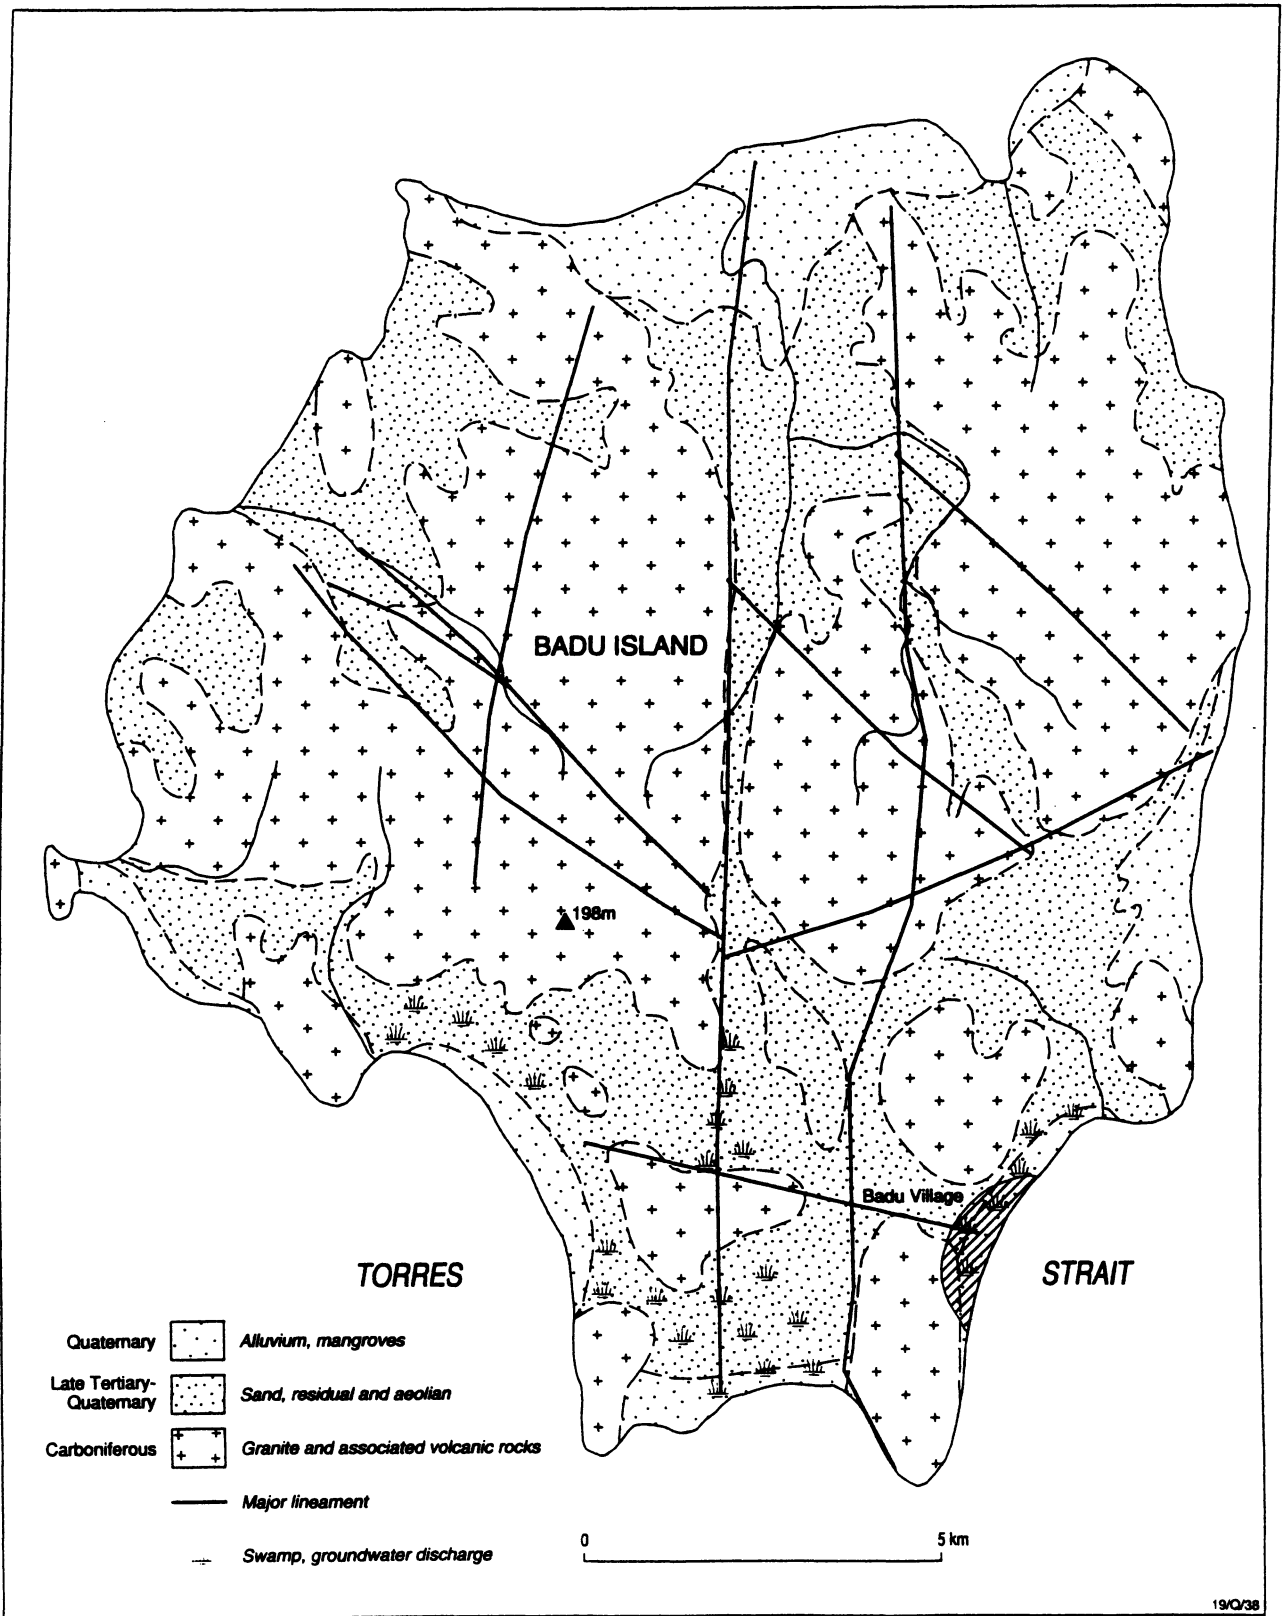 BADU ISLAND
198m
Badu Village
TORRES
STRAIT
Quaternary
Alluvium, mangroves
Late Tertiary-
Quaternary
Sand, residual and aeolian
Carboniferous
Granite and associated volcanic rocks
Major lineament
Swamp, groundwater discharge
0
5 km
19/Q/38